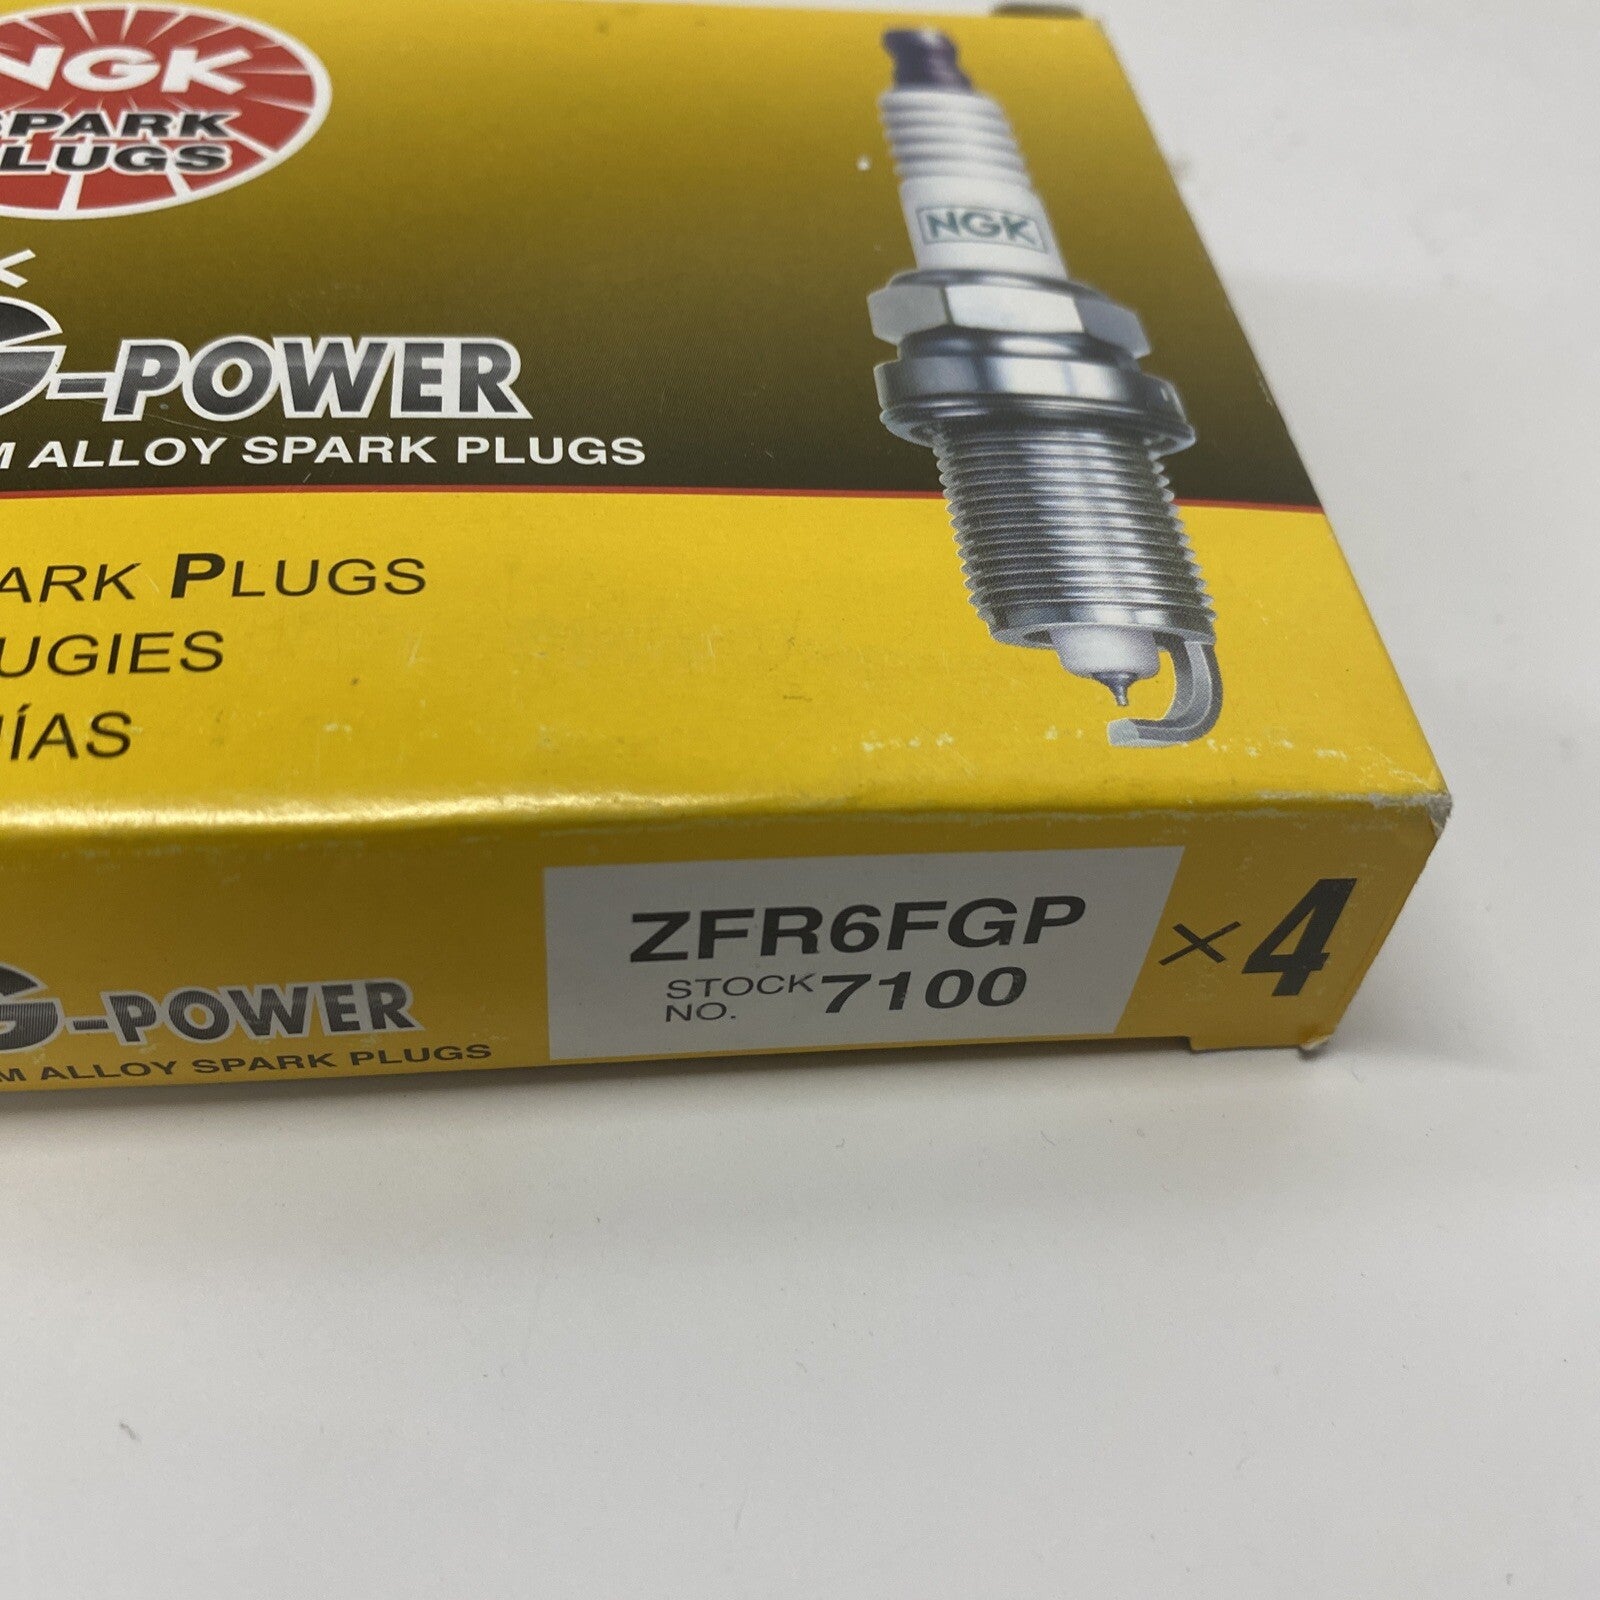 NGK
SPARK
PLUGS
K
G-POWER
M ALLOY SPARK PLUGS
NGK
ARK PLUGS
UGIES
ÍAS
G-POWER
M ALLOY SPARK PLUGS
ZFR6FGP
STOCK NO. 7100
×4